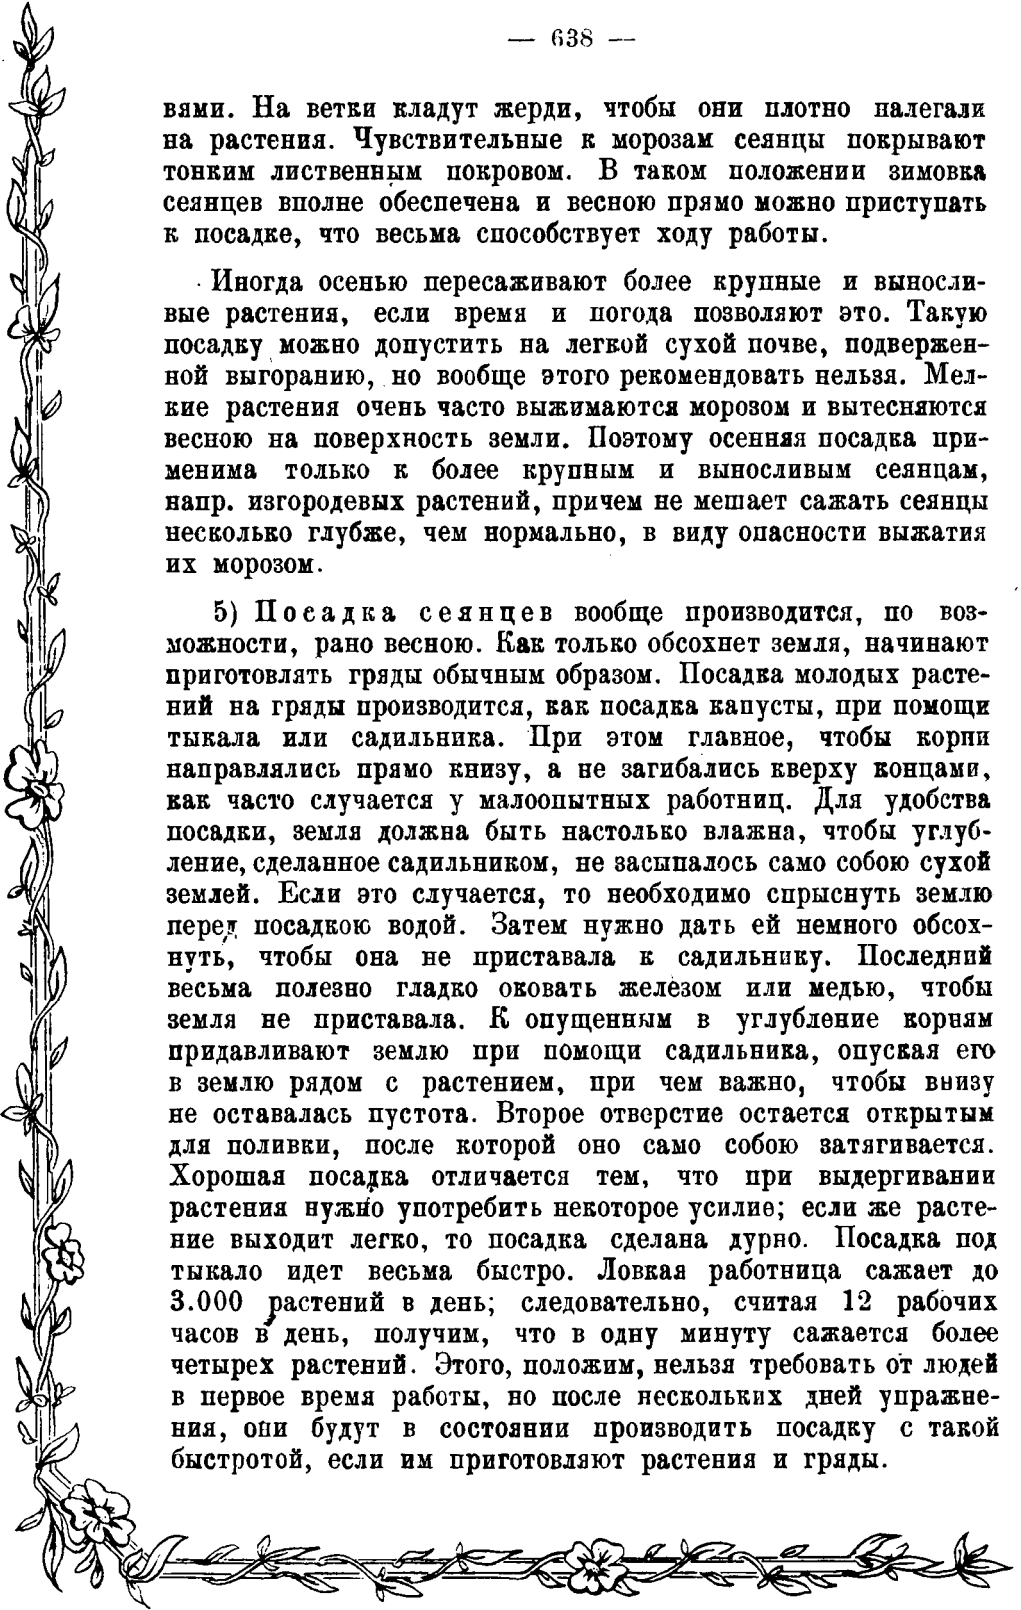 — 638 —
вями. На ветки кладут жерди, чтобы они плотно налегали
на растения. Чувствительные к морозам сеянцы покрывают
тонким лиственным покровом. В таком положении зимовка
сеянцев вполне обеспечена и весною прямо можно приступать
к посадке, что весьма способствует ходу работы.
Иногда осенью пересаживают более крупные и выносли-
вые растения, если время и погода позволяют это. Такую
посадку можно допустить на легкой сухой почве, подвержен-
ной выгоранию, но вообще этого рекомендовать нельзя. Мел-
кие растения очень часто выжимаются морозом и вытесняются
весною на поверхность земли. Поэтому осенняя посадка при-
менима только к более крупным и выносливым сеянцам,
напр. изгородевых растений, причем не мешает сажать сеянцы
несколько глубже, чем нормально, в виду опасности выжатия
их морозом.
5) Посадка сеянцев вообще производится, по воз-
можности, рано весною. Как только обсохнет земля, начинают
приготовлять гряды обычным образом. Посадка молодых расте-
ний на гряды производится, как посадка капусты, при помощи
тыкала или садильника. При этом главное, чтобы корни
направлялись прямо книзу, а не загибались кверху концами,
как часто случается у малоопытных работниц. Для удобства
посадки, земля должна быть настолько влажна, чтобы углуб-
ление, сделанное садильником, не засыпалось само собою сухой
землей. Если это случается, то необходимо спрыснуть землю
перед посадкою водой. Затем нужно дать ей немного обсох-
нуть, чтобы она не приставала к садильнику. Последний
весьма полезно гладко оковать железом или медью, чтобы
земля не приставала. К опущенным в углубление корням
придавливают землю при помощи садильника, опуская его
в землю рядом с растением, при чем важно, чтобы внизу
не оставалась пустота. Второе отверстие остается открытым
для поливки, после которой оно само собою затягивается.
Хорошая посадка отличается тем, что при выдергивании
растения нужно употребить некоторое усилие; если же расте-
ние выходит легко, то посадка сделана дурно. Посадка под
тыкало идет весьма быстро. Ловкая работница сажает до
3.000 растений в день; следовательно, считая 12 рабочих
часов в день, получим, что в одну минуту сажается более
четырех растений. Этого, положим, нельзя требовать от людей
в первое время работы, но после нескольких дней упражне-
ния, они будут в состоянии производить посадку с такой
быстротой, если им приготовляют растения и гряды.